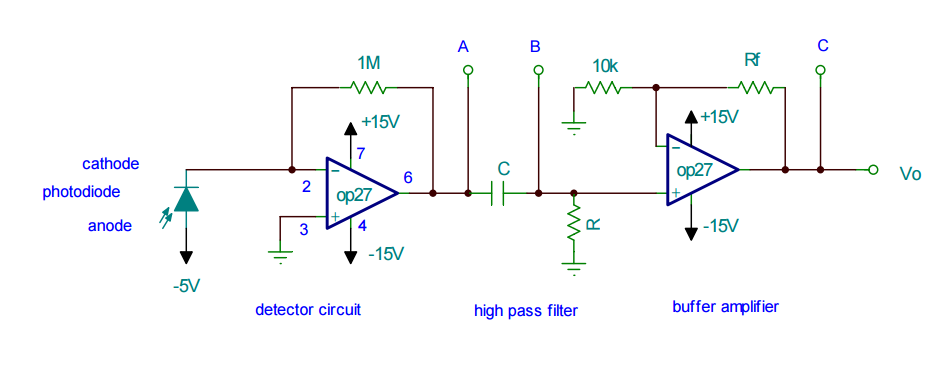 A
B
C
1M
10k
Rf
+15V
+15V
cathode
7
photodiode
2
−
6
op27
C
−
op27
Vo
anode
3
+
4
+
R
-15V
-15V
-5V
detector circuit
high pass filter
buffer amplifier